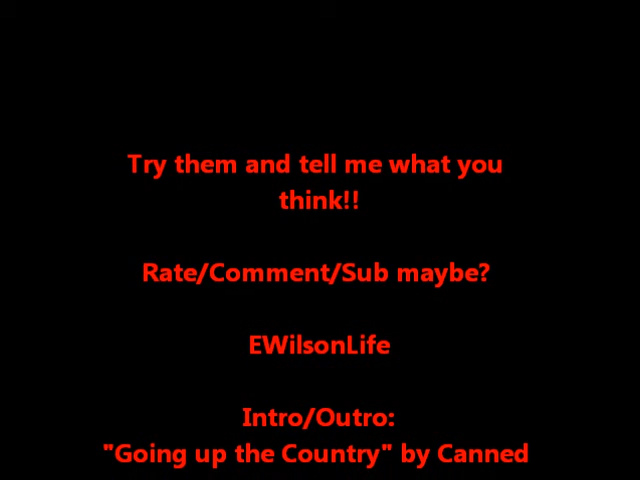 Try them and tell me what you
think!!
Rate/Comment/Sub maybe?
EWilsonLife
Intro/Outro:
"Going up the Country" by Canned